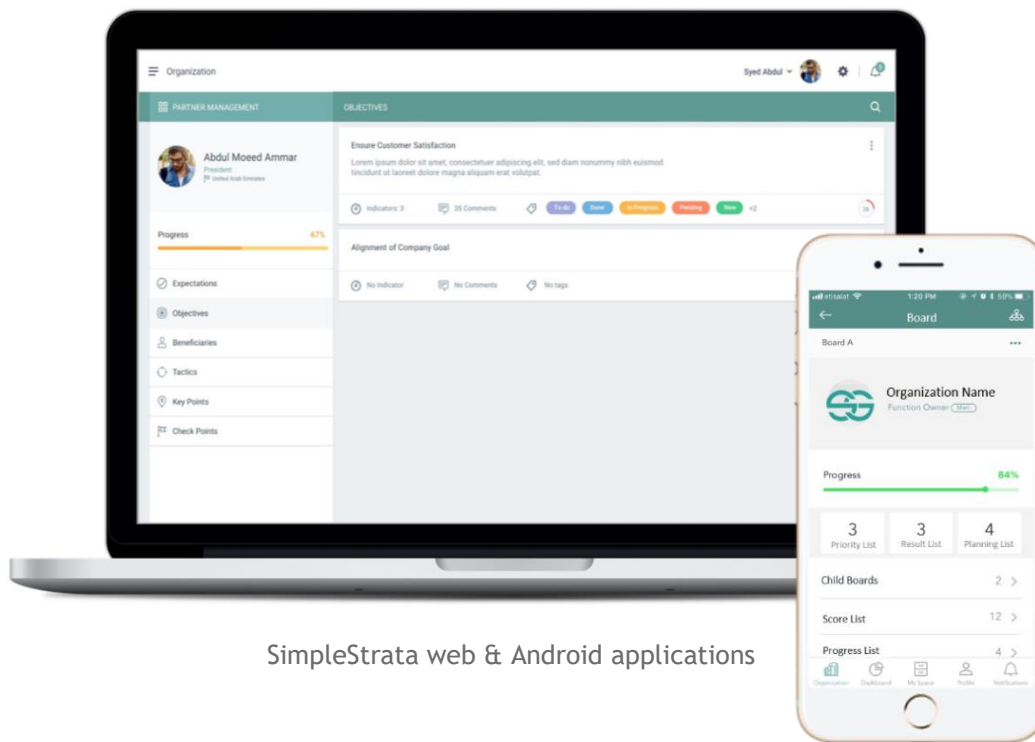 Organization
Syed Abdul
PARTNER MANAGEMENT
OBJECTIVES
Abdul Moeed Ammar
President
United Arab Emirates
Progress 67%
Expectations
Objectives
Beneficiaries
Tactics
Key Points
Check Points
Ensure Customer Satisfaction
Lorem ipsum dolor sit amet, consectetuer adipiscing elit, sed diam nonummy nibh euismod
tincidunt ut laoreet dolore magna aliquam erat volutpat.
Indicators: 3 35 Comments To do Done In Progress Pending New +2
Alignment of Company Goal
No Indicator No Comments No tags
etisalat 1:20 PM 59%
Board
Board A
Organization Name
Function Owner Main
Progress 84%
3 3 4
Priority List Result List Planning List
Child Boards 2
Score List 12
Progress List 4
Organization Dashboard My Space Profile Notifications
SimpleStrata web & Android applications